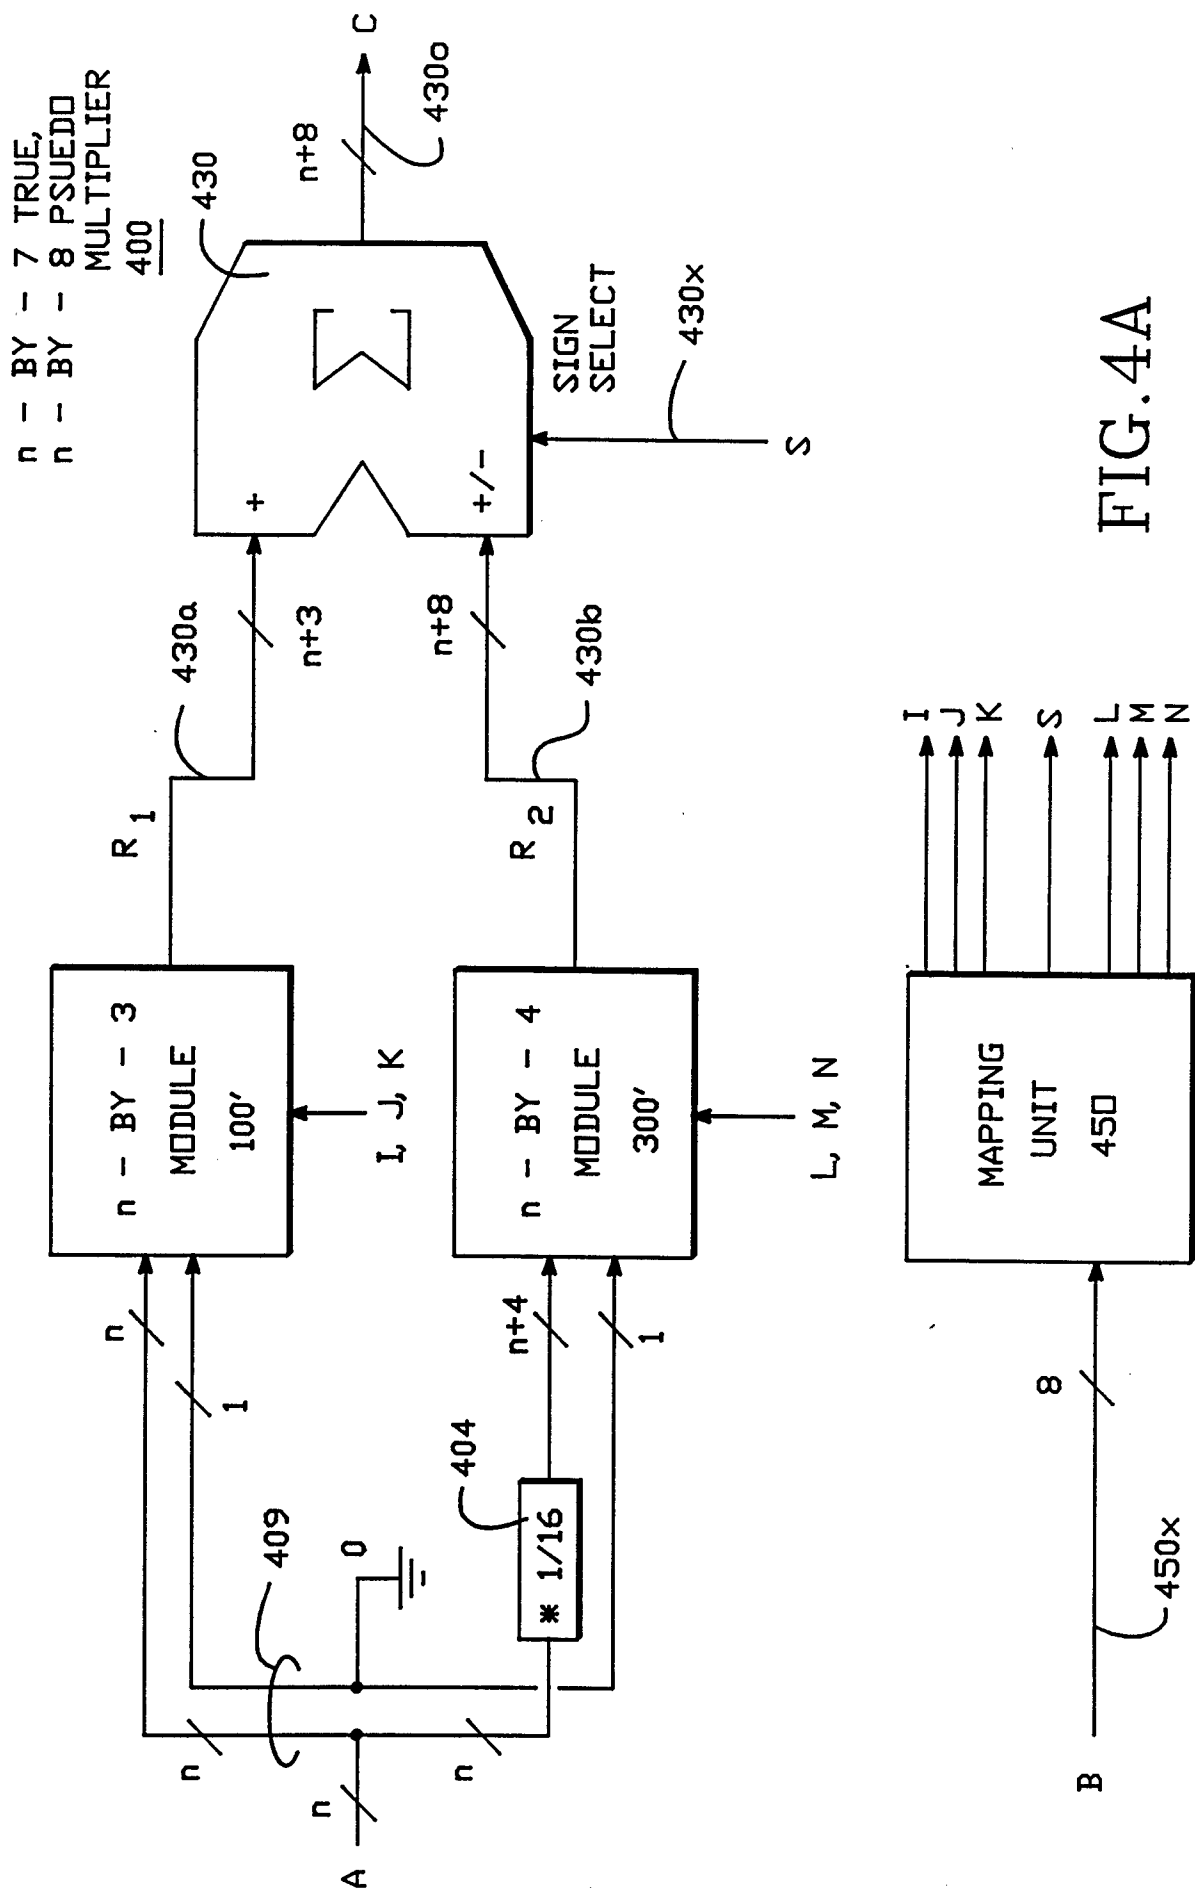 n - BY - 7 TRUE,
n - BY - 8 PSUEDO
MULTIPLIER
400
A
n
n
n
409
0
n
1
n - BY - 3
MODULE
100'
I, J, K
R1
430a
n+3
* 1/16
404
n+4
1
n - BY - 4
MODULE
300'
L, M, N
R2
430b
n+8
+
+/-
Σ
430
n+8
C
430o
SIGN
SELECT
430x
S
B
450x
8
MAPPING
UNIT
450
I
J
K
S
L
M
N
FIG.4A